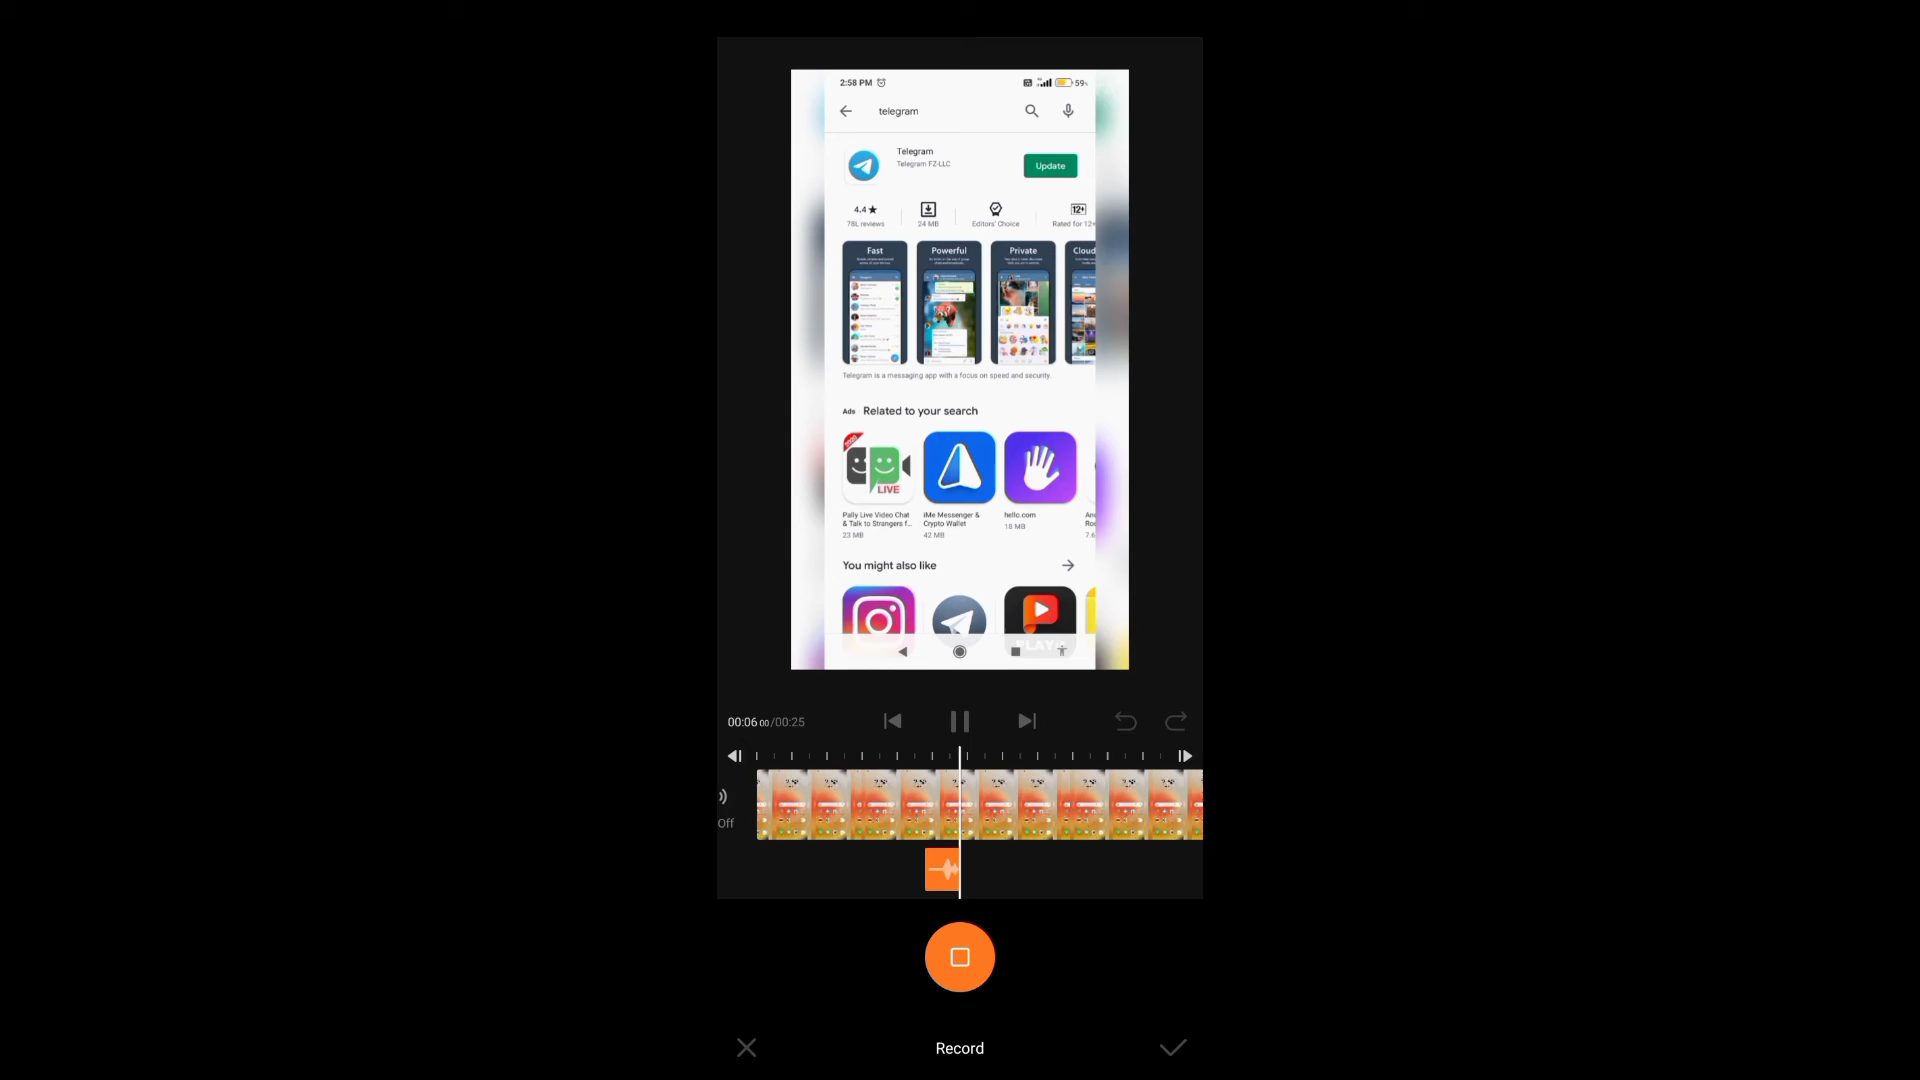 2:58 PM
59%
telegram
Telegram
Telegram FZ-LLC
Update
4.4★
78L reviews
24 MB
Editors' Choice
12+
Rated for 12+
Fast
Powerful
Private
Cloud
Telegram is a messaging app with a focus on speed and security.
Ads Related to your search
LIVE
Pally Live Video Chat
& Talk to Strangers f...
23 MB
iMe Messenger &
Crypto Wallet
42 MB
hello.com
18 MB
You might also like
00:06 00/00:25
Off
Record